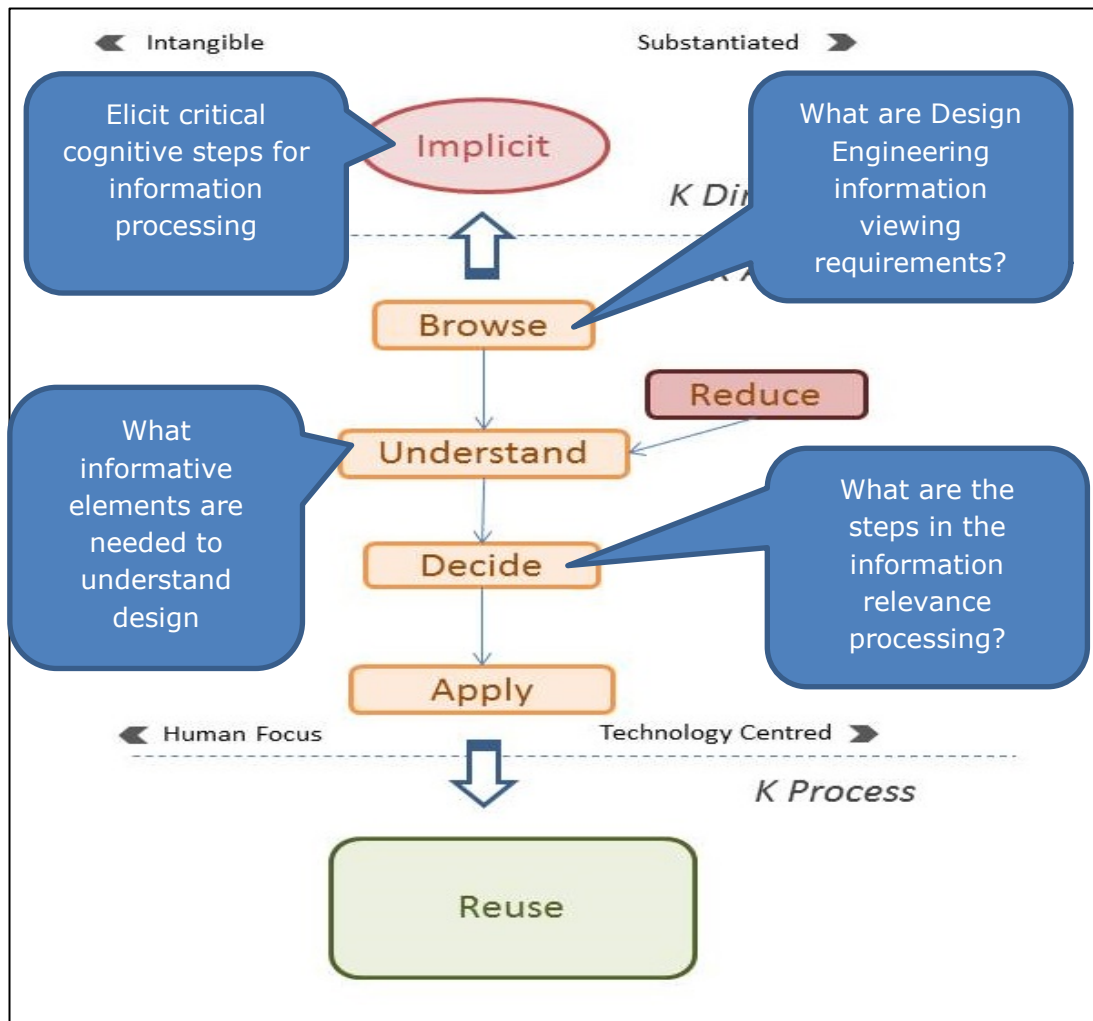 Intangible
Substantiated
Elicit critical
cognitive steps for
information
processing
Implicit
What are Design
Engineering
information
viewing
requirements?
K
Browse
Reduce
What
informative
elements are
needed to
understand
design
Understand
What are the
steps in the
information
relevance
processing?
Decide
Apply
Human Focus
Technology Centred
K Process
Reuse